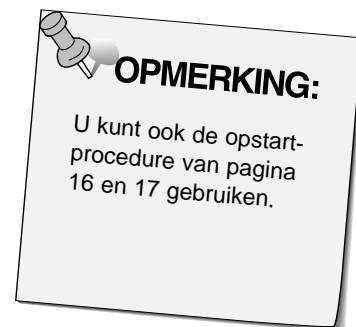 OPMERKING:
U kunt ook de opstart-
procedure van pagina
16 en 17 gebruiken.